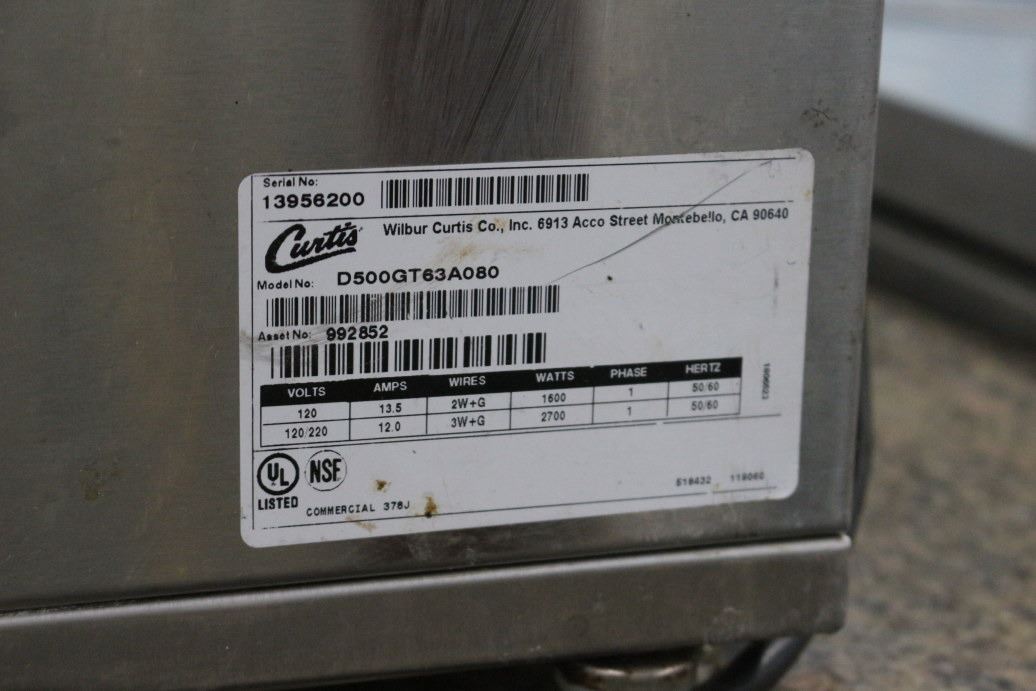 Serial No:
13956200
Curtis
Wilbur Curtis Co., Inc. 6913 Acco Street Montebello, CA 90640
Model No: D500GT63A080
Asset No: 992852
VOLTS AMPS WIRES WATTS PHASE HERTZ
120 13.5 2W+G 1600 1 50/60
120/220 12.0 3W+G 2700 1 50/60
UL
LISTED
NSF
COMMERCIAL 378J
518432